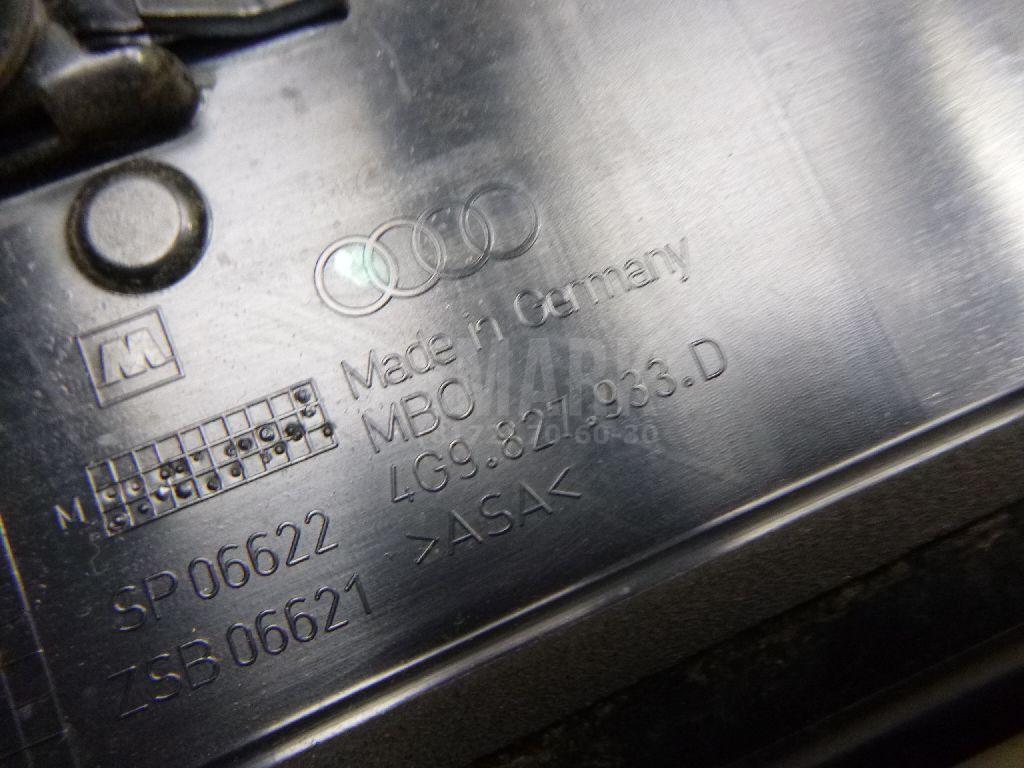 Made in Germany
MBO
4G9.827.933.D
>ASA<
M
SP 06622
ZSB 06621